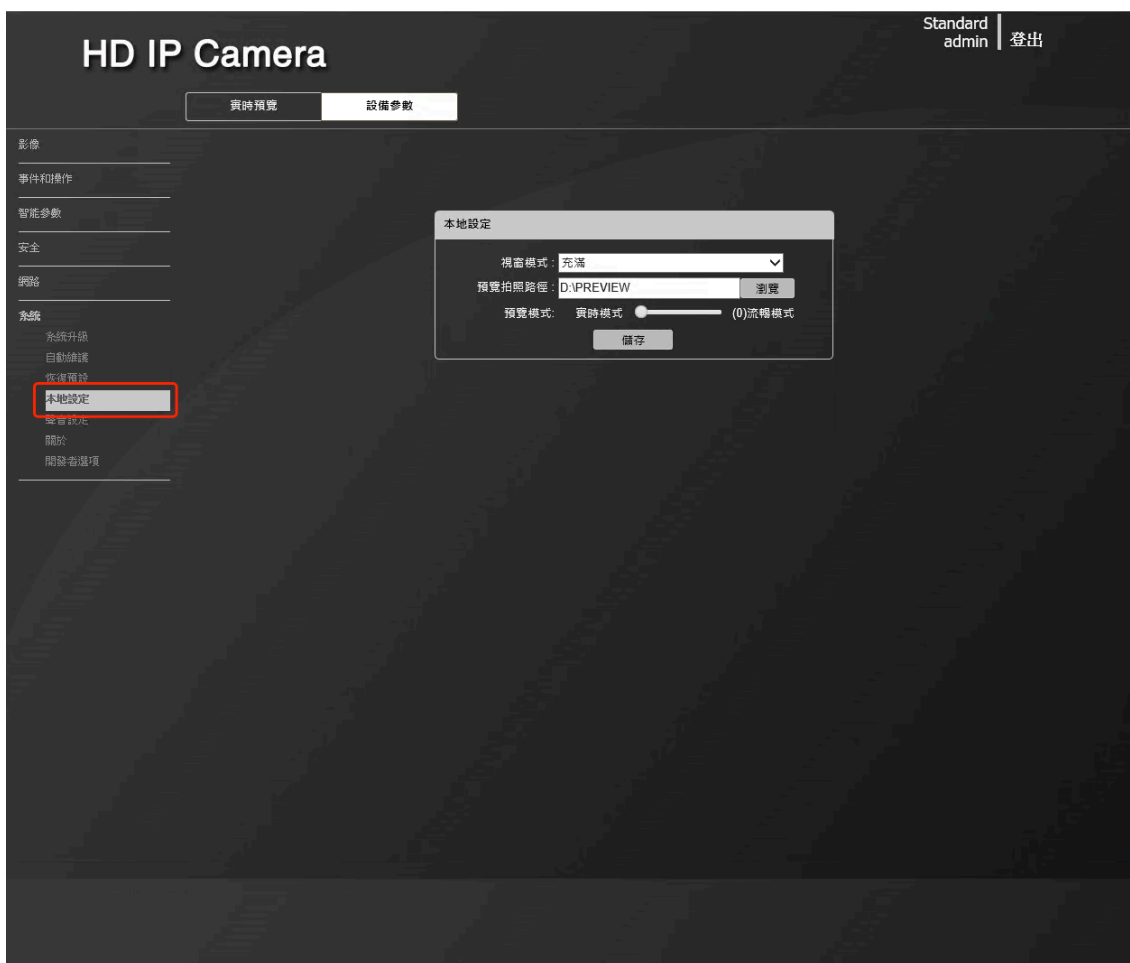 HD IP Camera
Standard
admin
登出
實時預覽
設備參數
影像
事件和操作
智能參數
安全
網路
系統
系統升級
自動維護
恢復預設
本地設定
聲音設定
關於
開發者選項
本地設定
視窗模式 : 充滿
預覽拍照路徑 : D:\PREVIEW 瀏覽
預覽模式: 實時模式 (0)流暢模式
儲存